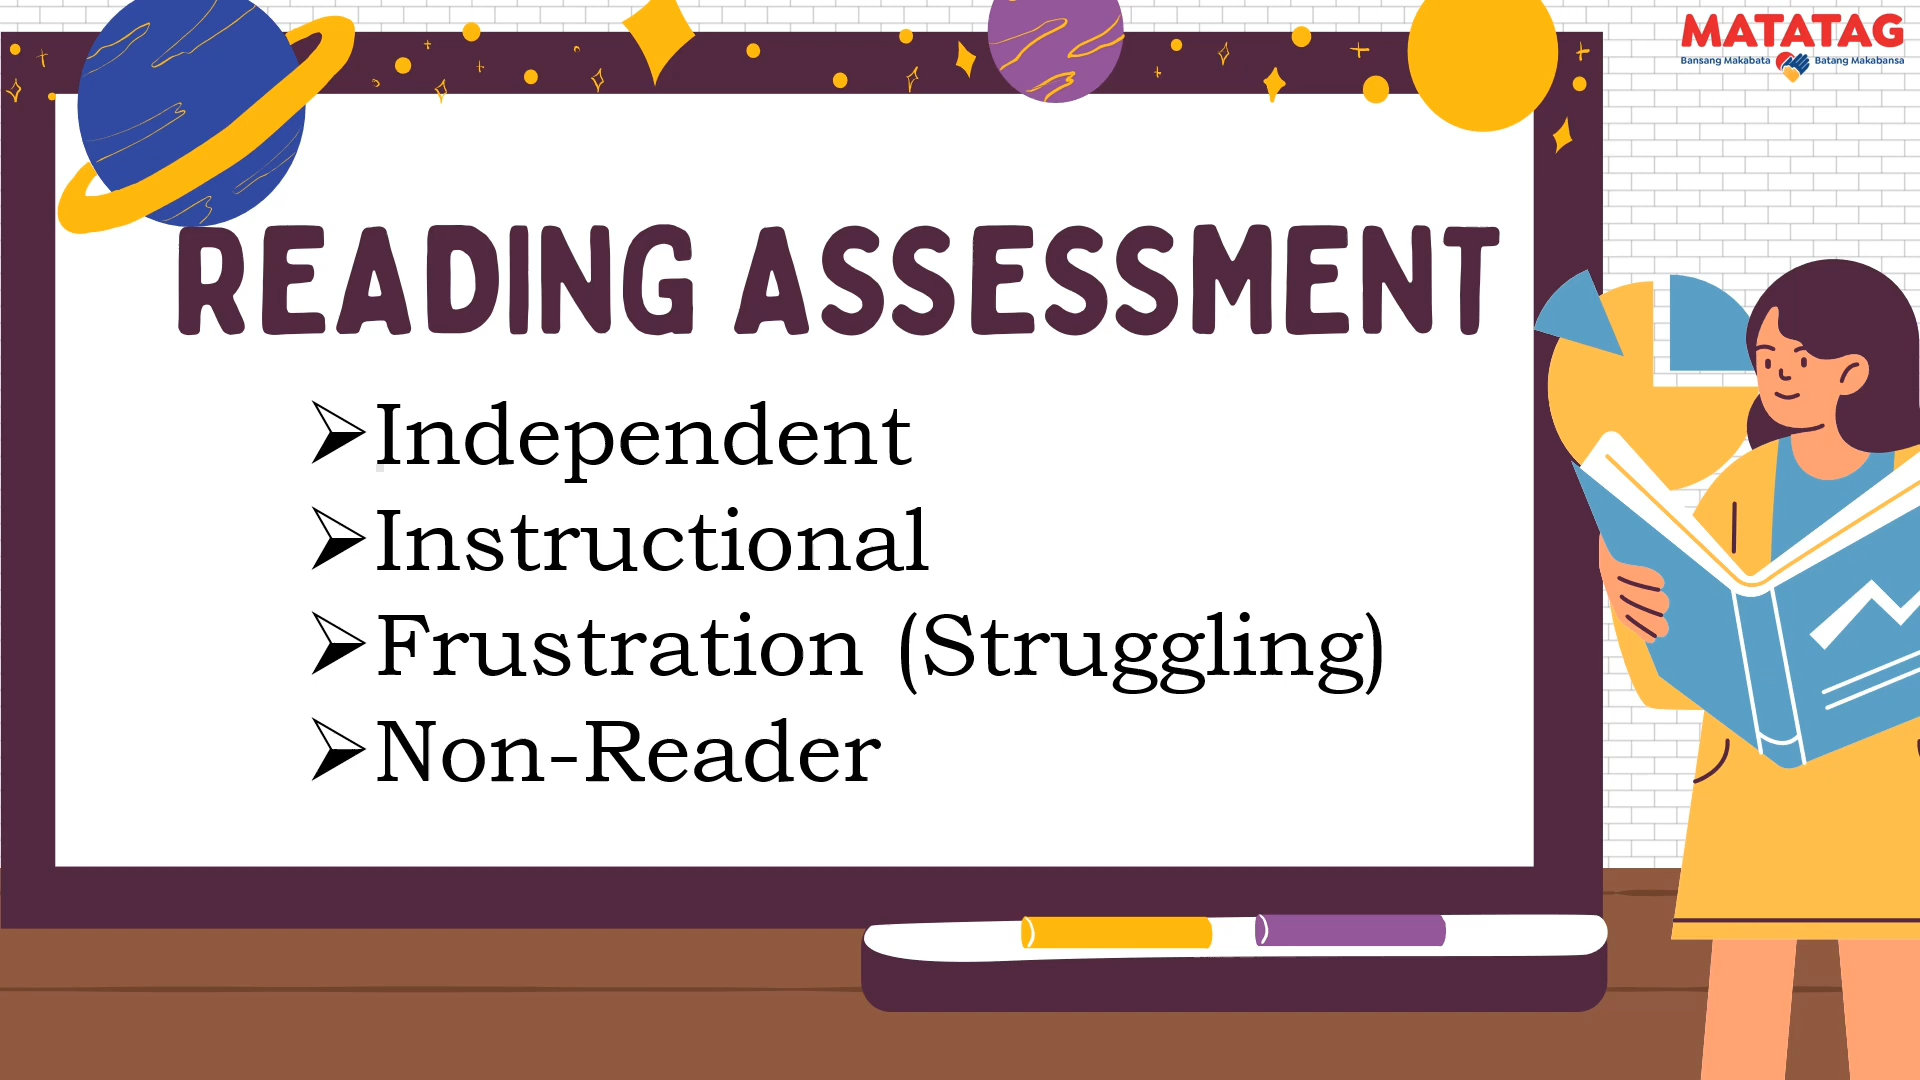 MATATAG
Bansang Makabata Batang Makabansa
READING ASSESSMENT
Independent
Instructional
Frustration (Struggling)
Non-Reader